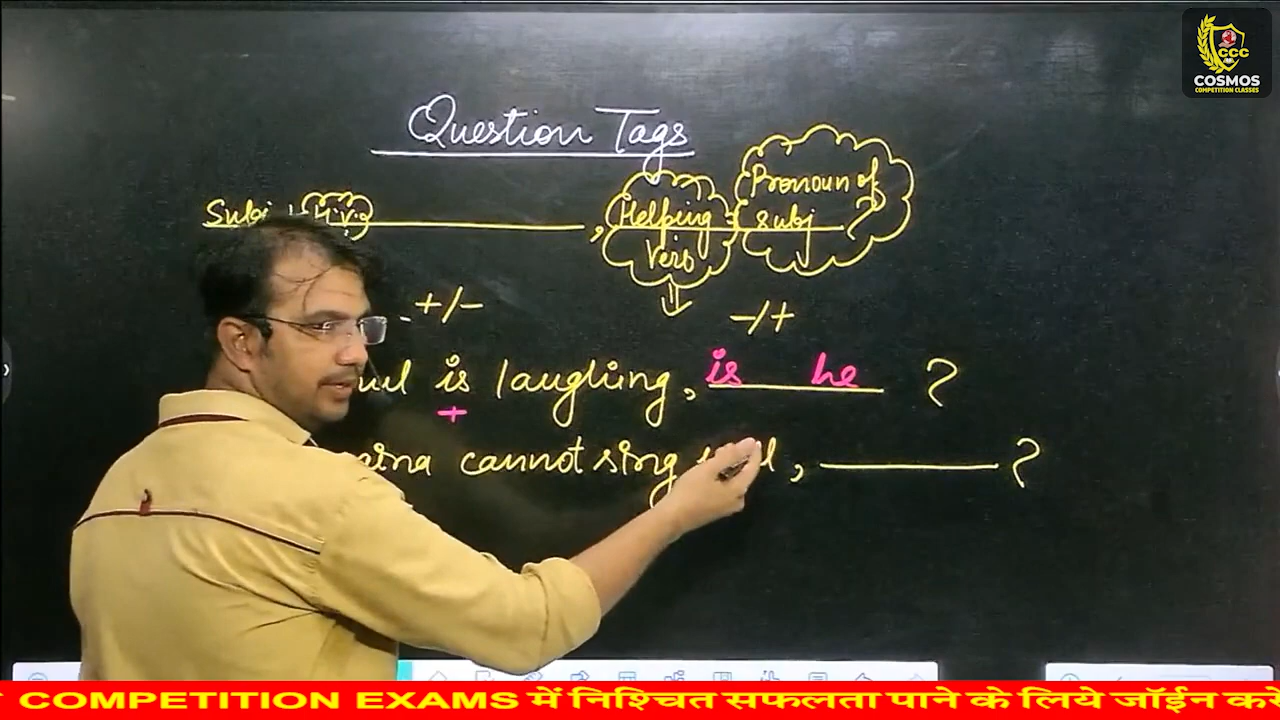 CCC
COSMOS
COMPETITION CLASSES
Question Tags
Subj + H.V. , Helping Verb + Pronoun of subj ?
+/- -/+
is laughing, is he ?
+
cannot sing , ?
COMPETITION EXAMS में निश्चित सफलता पाने के लिये जॉईन करें